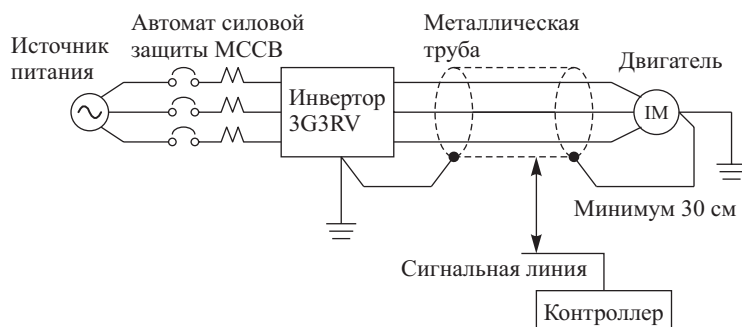 Источник
питания
Автомат силовой
защиты MCCB
Инвертор
3G3RV
Металлическая
труба
Двигатель
IM
Минимум 30 см
Сигнальная линия
Контроллер